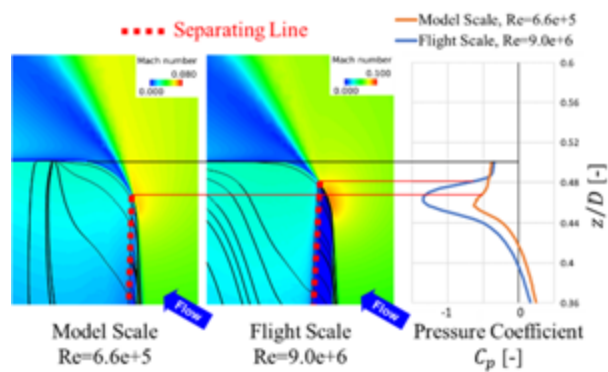 Separating Line
Model Scale, Re=6.6e+5
Flight Scale, Re=9.0e+6
Mach number
0.080
0.000
Mach number
0.100
0.000
0.6
0.56
0.52
0.48
0.44
0.4
0.36
z/D [-]
Flow
Flow
-1
0
Model Scale
Re=6.6e+5
Flight Scale
Re=9.0e+6
Pressure Coefficient
Cp [-]